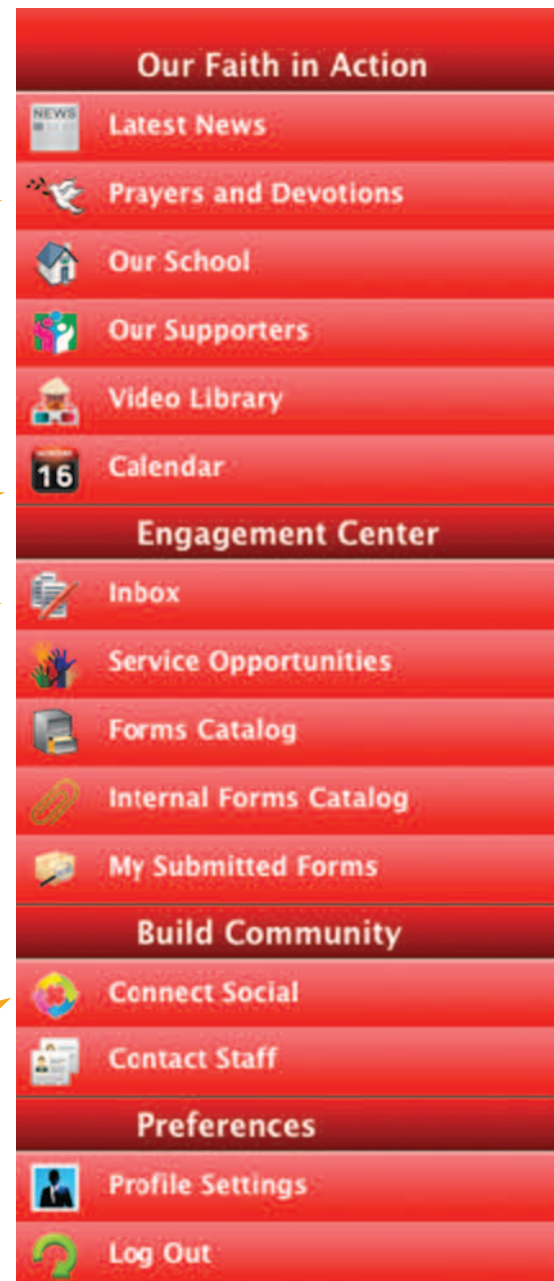 Our Faith in Action
NEWS
Latest News
Prayers and Devotions
Our School
Our Supporters
Video Library
16
Calendar
Engagement Center
Inbox
Service Opportunities
Forms Catalog
Internal Forms Catalog
My Submitted Forms
Build Community
Connect Social
Contact Staff
Preferences
Profile Settings
Log Out